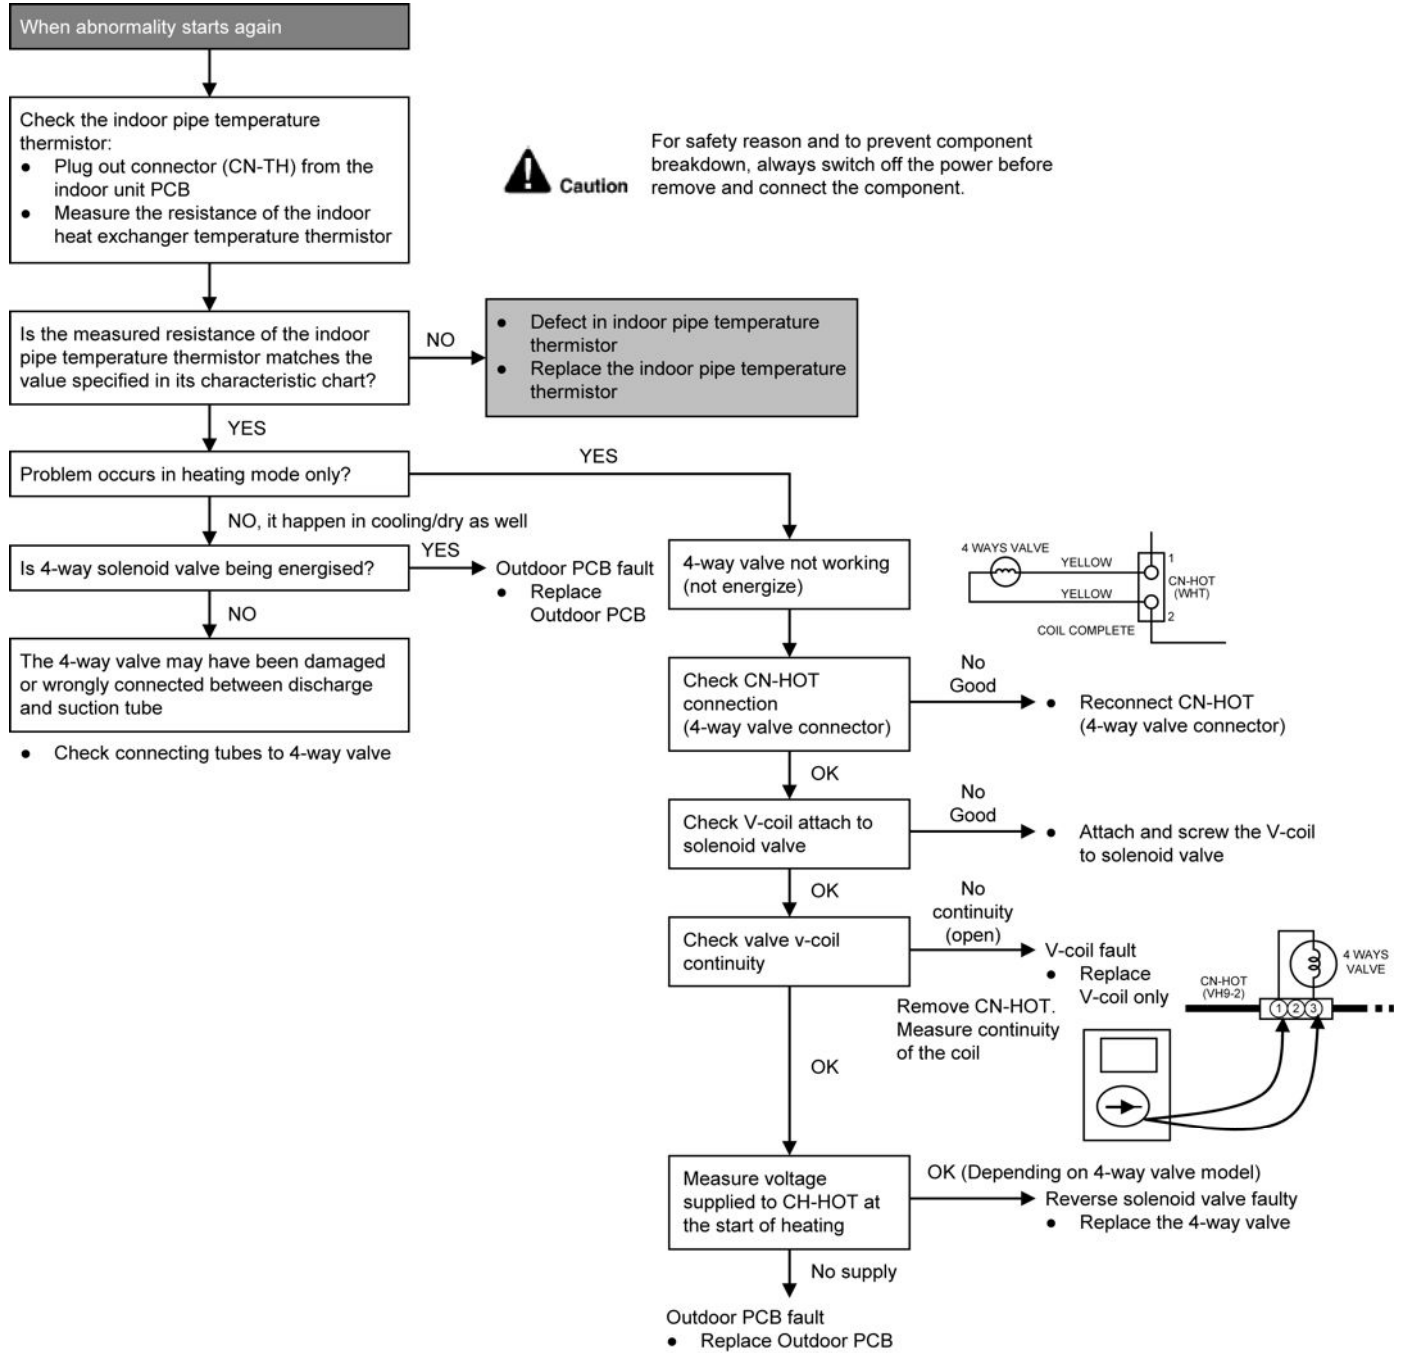 When abnormality starts again
Check the indoor pipe temperature
thermistor:
● Plug out connector (CN-TH) from the
indoor unit PCB
● Measure the resistance of the indoor
heat exchanger temperature thermistor
Caution
For safety reason and to prevent component
breakdown, always switch off the power before
remove and connect the component.
Is the measured resistance of the indoor
pipe temperature thermistor matches the
value specified in its characteristic chart?
NO
● Defect in indoor pipe temperature
thermistor
● Replace the indoor pipe temperature
thermistor
YES
Problem occurs in heating mode only?
YES
NO, it happen in cooling/dry as well
Is 4-way solenoid valve being energised?
YES
Outdoor PCB fault
● Replace
Outdoor PCB
NO
The 4-way valve may have been damaged
or wrongly connected between discharge
and suction tube
● Check connecting tubes to 4-way valve
4-way valve not working
(not energize)
4 WAYS VALVE
YELLOW
YELLOW
1
CN-HOT
(WHT)
2
COIL COMPLETE
Check CN-HOT
connection
(4-way valve connector)
No
Good
● Reconnect CN-HOT
(4-way valve connector)
OK
Check V-coil attach to
solenoid valve
No
Good
● Attach and screw the V-coil
to solenoid valve
OK
Check valve v-coil
continuity
No
continuity
(open)
V-coil fault
● Replace
V-coil only
Remove CN-HOT.
Measure continuity
of the coil
4 WAYS
VALVE
CN-HOT
(VH9-2)
1 2 3
OK
Measure voltage
supplied to CH-HOT at
the start of heating
OK (Depending on 4-way valve model)
Reverse solenoid valve faulty
● Replace the 4-way valve
No supply
Outdoor PCB fault
● Replace Outdoor PCB